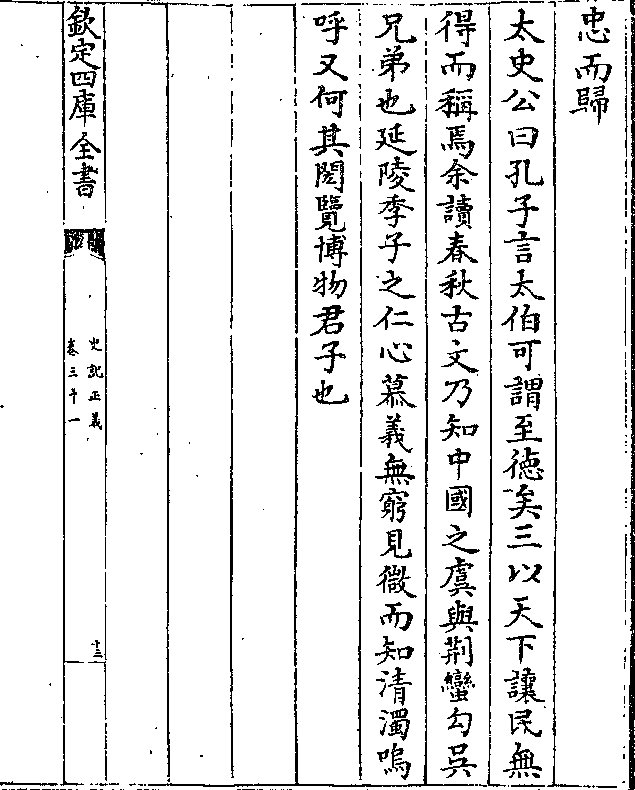 忠而歸
太史公曰孔子言太伯可謂至徳矣三以天下讓民無
得而稱焉余讀春秋古文乃知中國之虞與荆蠻勾吴
兄弟也延陵季子之仁心慕義無窮見微而知清濁嗚
呼又何其閎覽博物君子也
欽定四庫全書
史記正義
卷三十一
十三